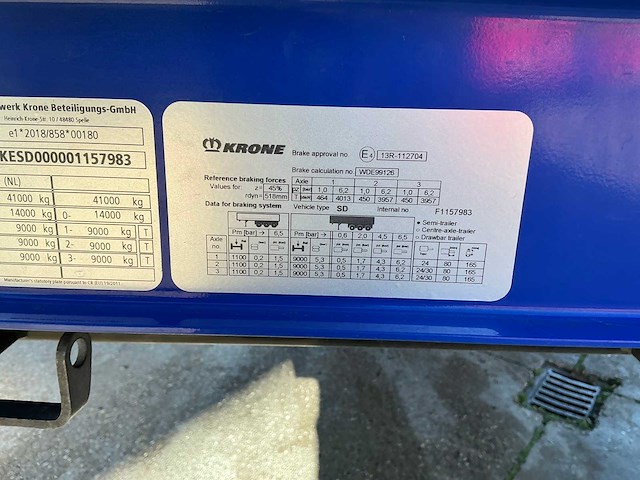 werk Krone Beteiligungs-GmbH
Heinrich-Krone-Str. 10 / 48480 Spelle
e1*2018/858*00180
KESD000001157983
(NL)
41000 kg 41000 kg
14000 kg 0- 14000 kg
9000 kg 1- 9000 kg T
9000 kg 2- 9000 kg T
9000 kg 3- 9000 kg T
Manufacturer's statutory plate pursuant to
KRONE
Brake approval no E4 13R-112704
Brake calculation no WDE99126
Reference braking forces Axle 1 2 3
Values for z= 45% 1,0 6,2 1,0 6,2 1,0 6,2
rdyn= 518mm T 464 4013 450 3957 450 3957
Data for braking system Vehicle type SD Internal no F1157983
Semi-trailer
Centre-axle-trailer
Drawbar trailer
Axle no. Pm [bar] → 6,5 Pm [bar] → 0,6 2,0 4,5 6,5
1 1100 0,2 1,5 9000 5,3 0,5 1,7 4,3 6,2 24 80 165
2 1100 0,2 1,5 9000 5,3 0,5 1,7 4,3 6,2 24/30 80 165
3 1100 0,2 1,5 9000 5,3 0,5 1,7 4,3 6,2 24/30 80 165